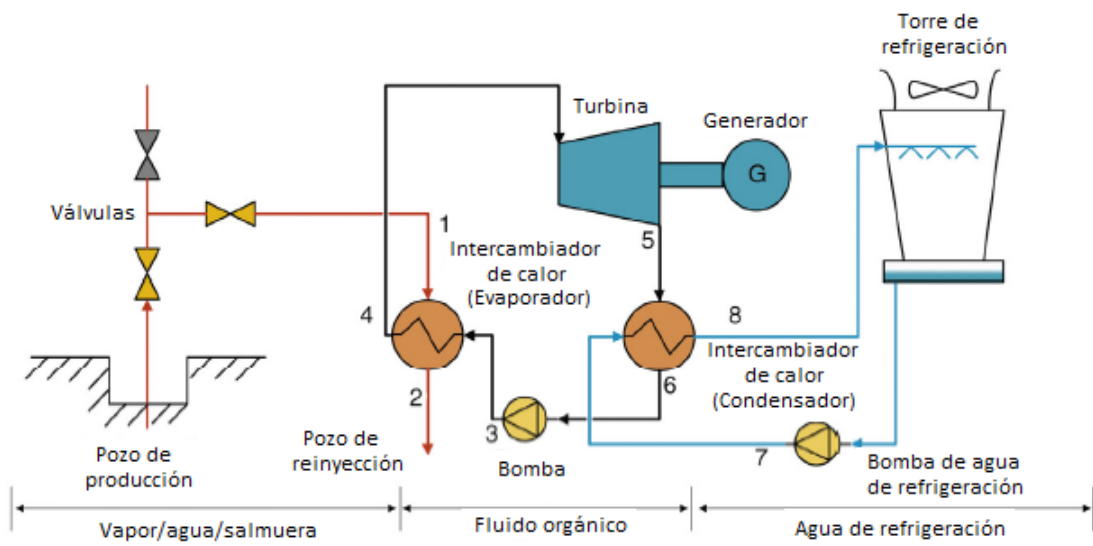 Torre de
refrigeración
Turbina
Generador
G
Válvulas
1
5
Intercambiador
de calor
(Evaporador)
4
8
Intercambiador
de calor
(Condensador)
2
6
3
7
Pozo de
reinyección
Bomba
Pozo de
producción
Bomba de agua
de refrigeración
Vapor/agua/salmuera
Fluido orgánico
Agua de refrigeración